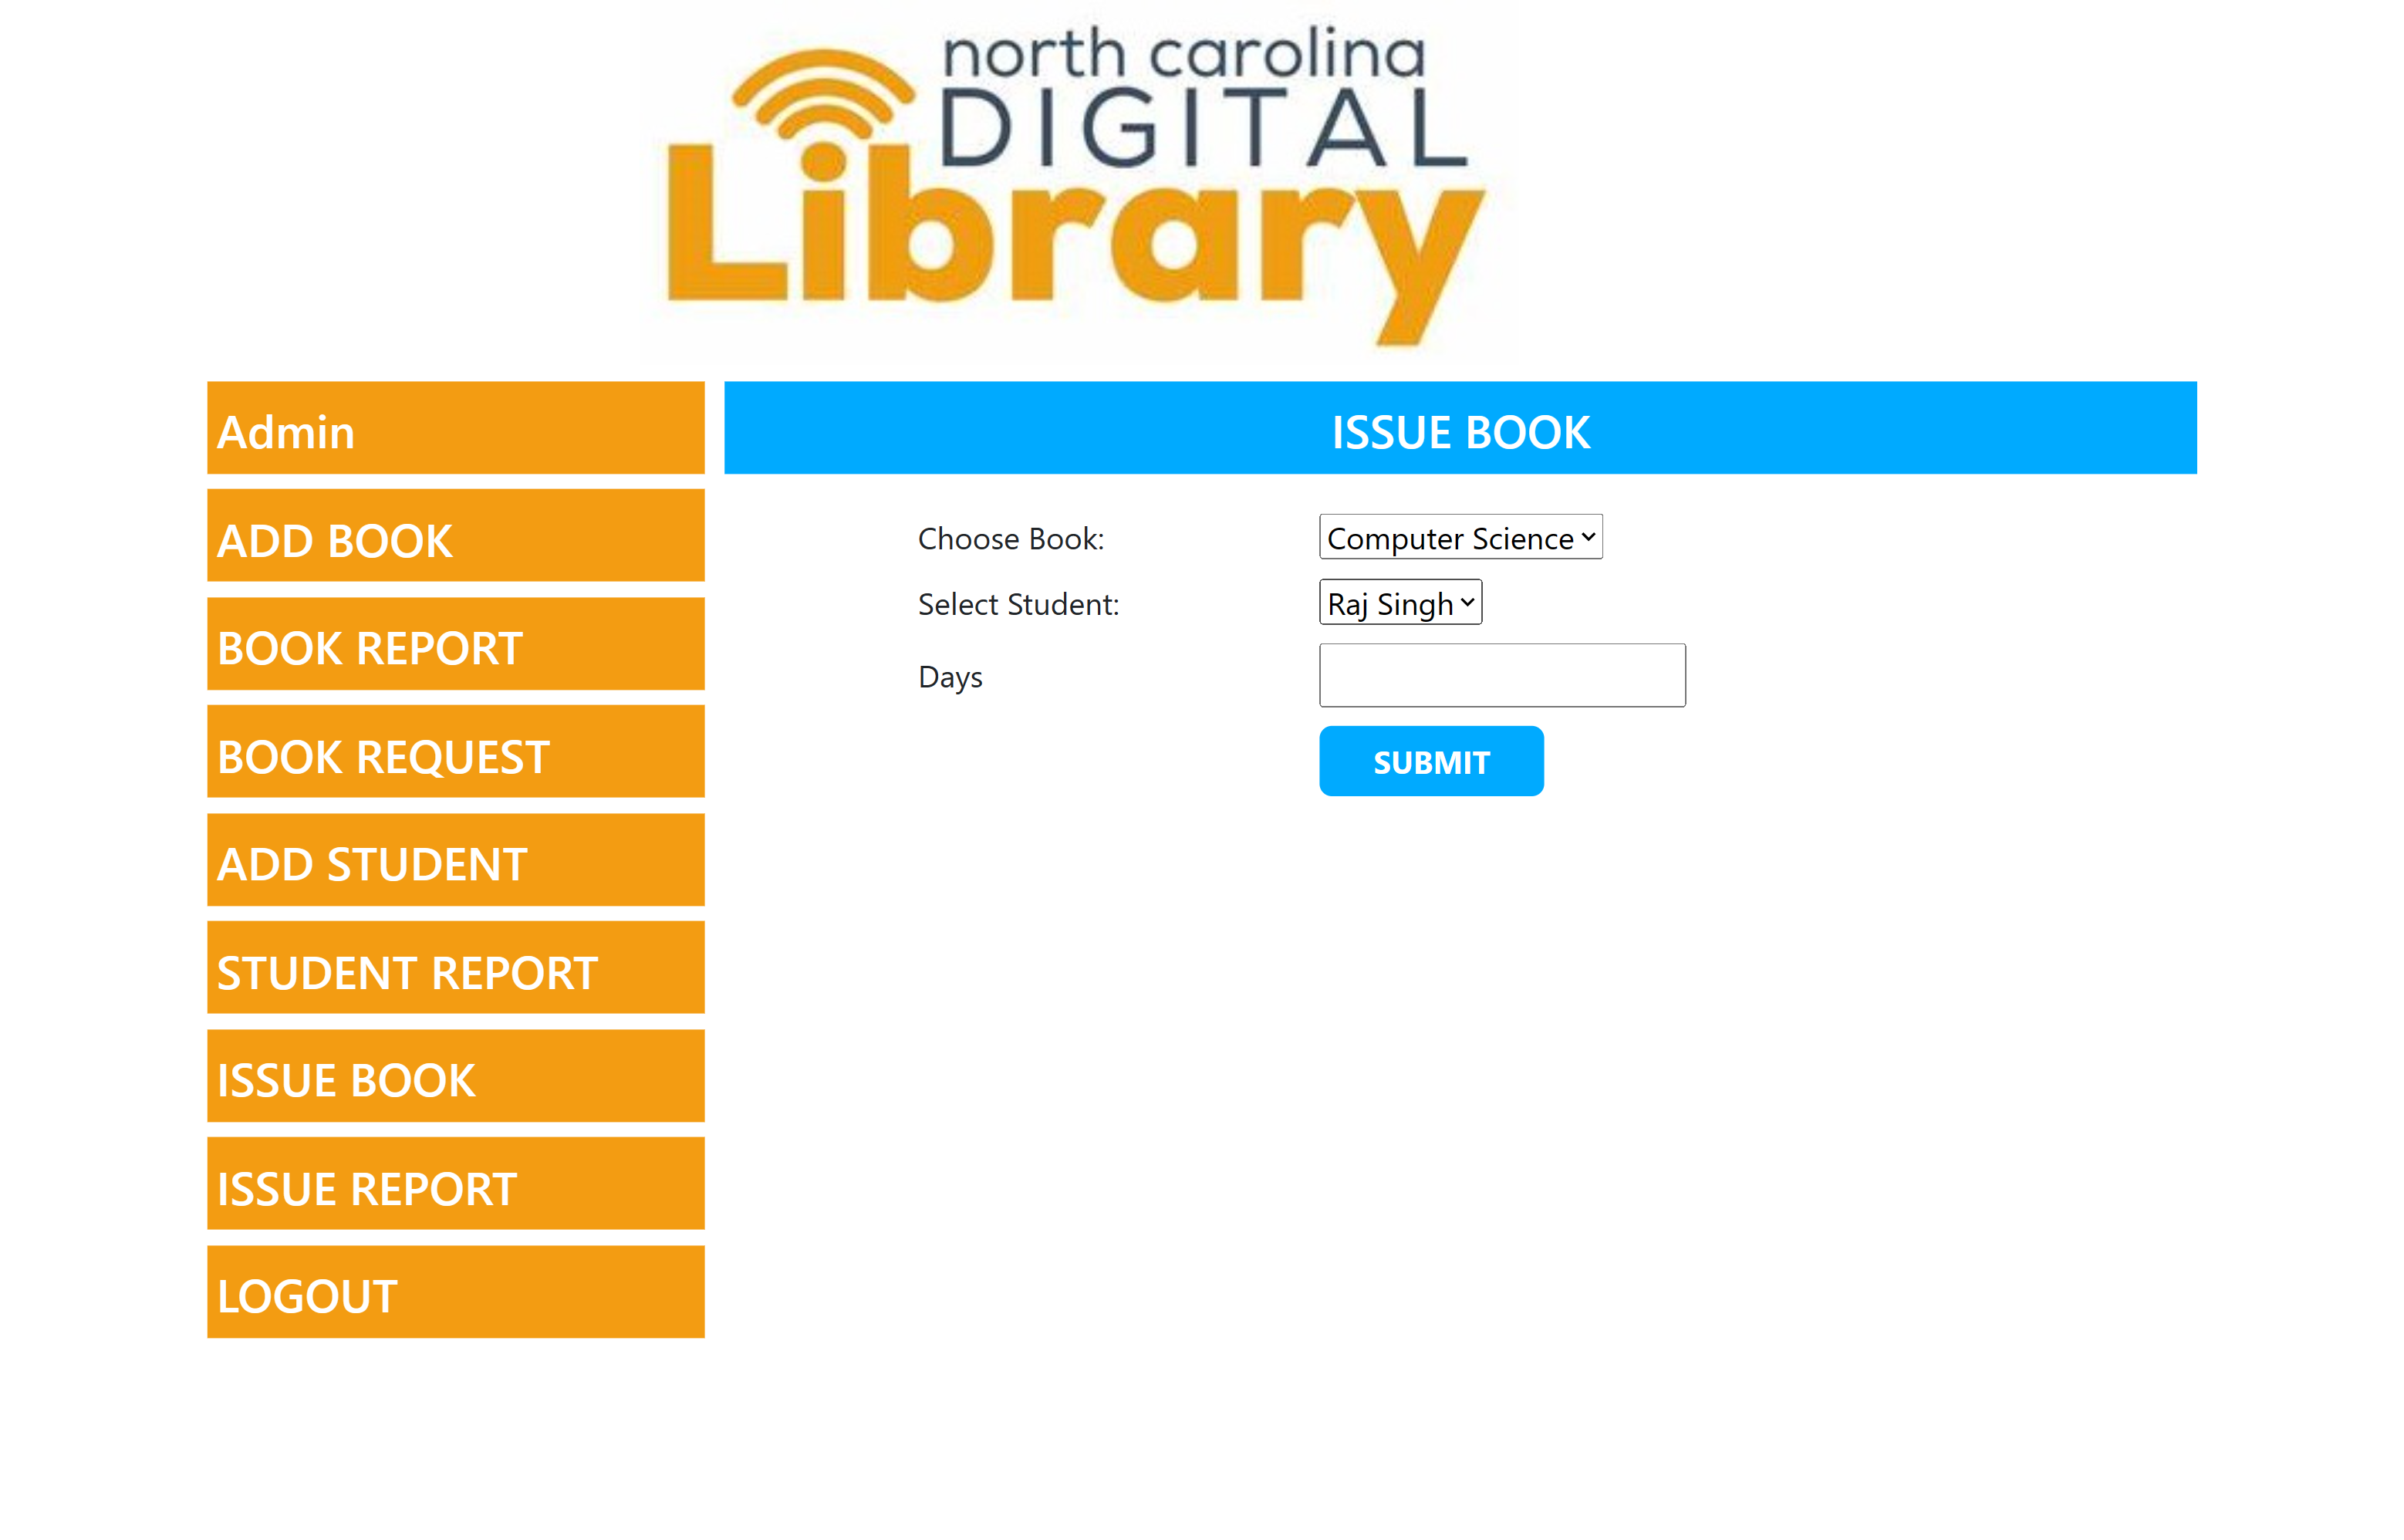 north carolina
DIGITAL
Library
Admin
ISSUE BOOK
ADD BOOK
BOOK REPORT
BOOK REQUEST
ADD STUDENT
STUDENT REPORT
ISSUE BOOK
ISSUE REPORT
LOGOUT
Choose Book: Computer Science
Select Student: Raj Singh
Days
SUBMIT